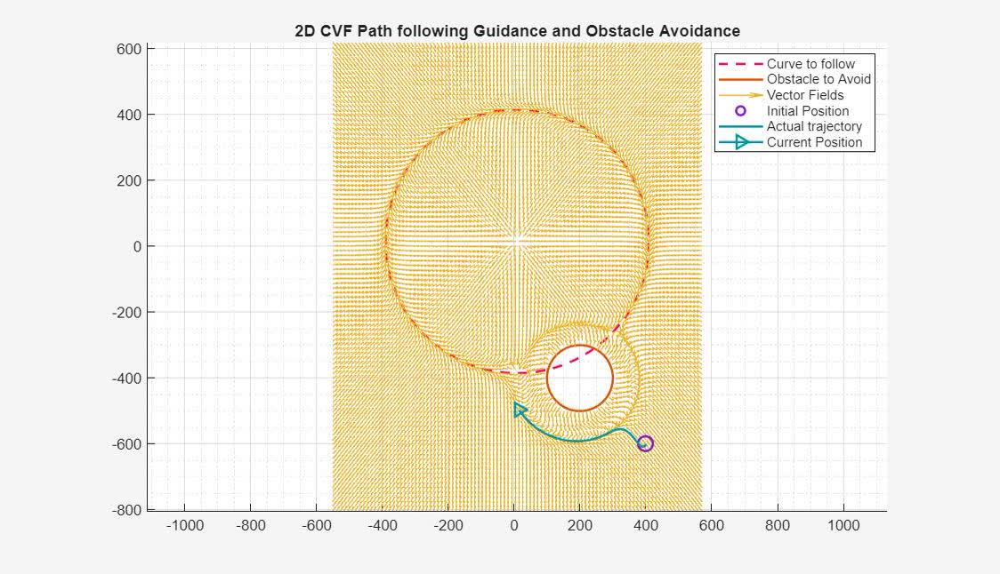 2D CVF Path following Guidance and Obstacle Avoidance
600
400
200
0
-200
-400
-600
-800
-1000 -800 -600 -400 -200 0 200 400 600 800 1000
Curve to follow
Obstacle to Avoid
Vector Fields
Initial Position
Actual trajectory
Current Position